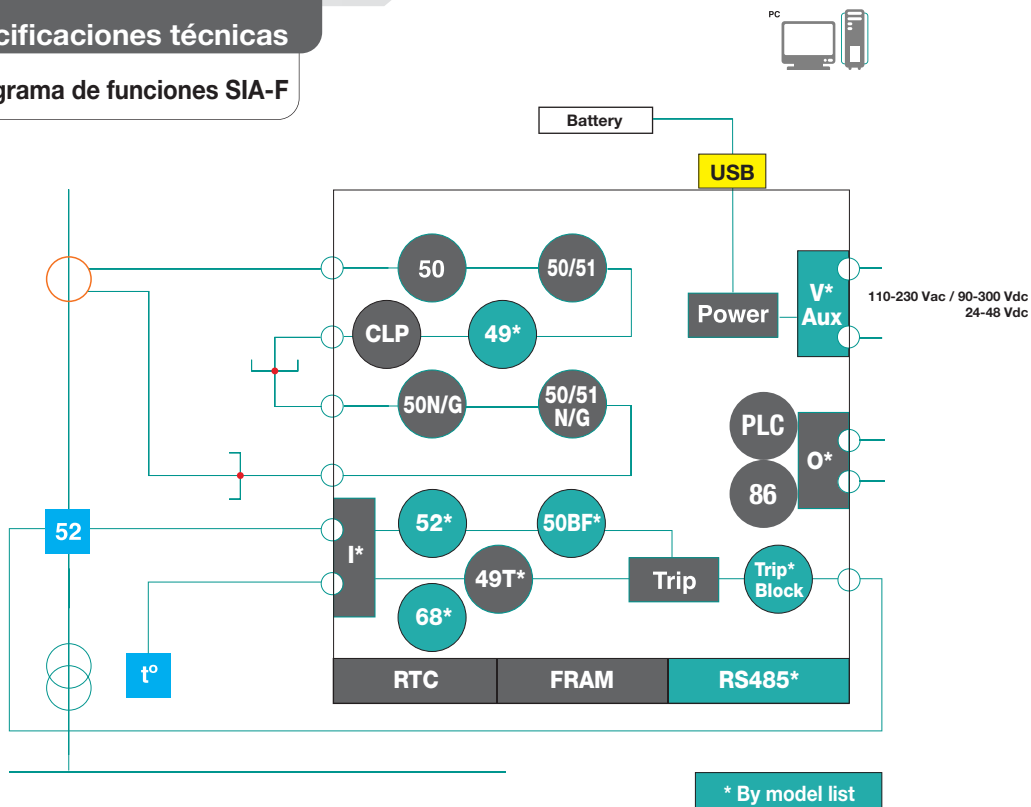 cificaciones técnicas
grama de funciones SIA-F
PC
Battery
USB
50
50/51
V*
Aux
110-230 Vac / 90-300 Vdc
24-48 Vdc
Power
CLP
49*
50N/G
50/51
N/G
PLC
O*
86
52
I*
52*
50BF*
49T*
Trip
Trip*
Block
68*
tº
RTC
FRAM
RS485*
* By model list